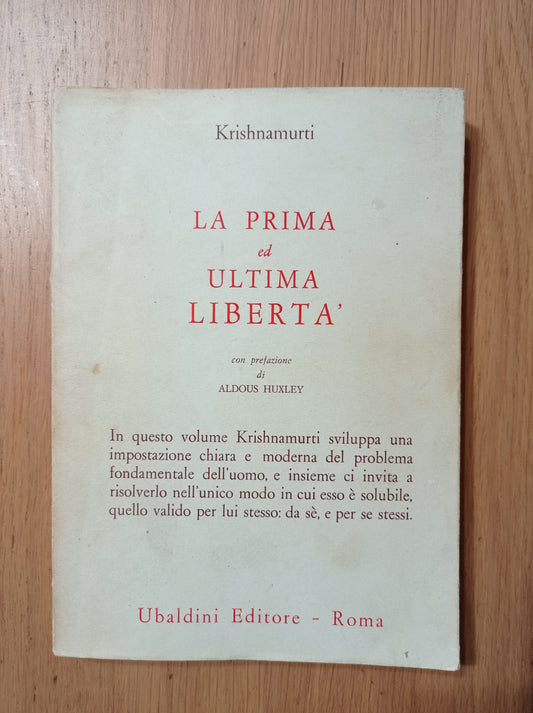 Krishnamurti
LA PRIMA
ed
ULTIMA
LIBERTA'
con prefazione
di
ALDOUS HUXLEY
In questo volume Krishnamurti sviluppa una
impostazione chiara e moderna del problema
fondamentale dell'uomo, e insieme ci invita a
risolverlo nell'unico modo in cui esso è solubile,
quello valido per lui stesso: da sè, e per se stessi.
Ubaldini Editore - Roma